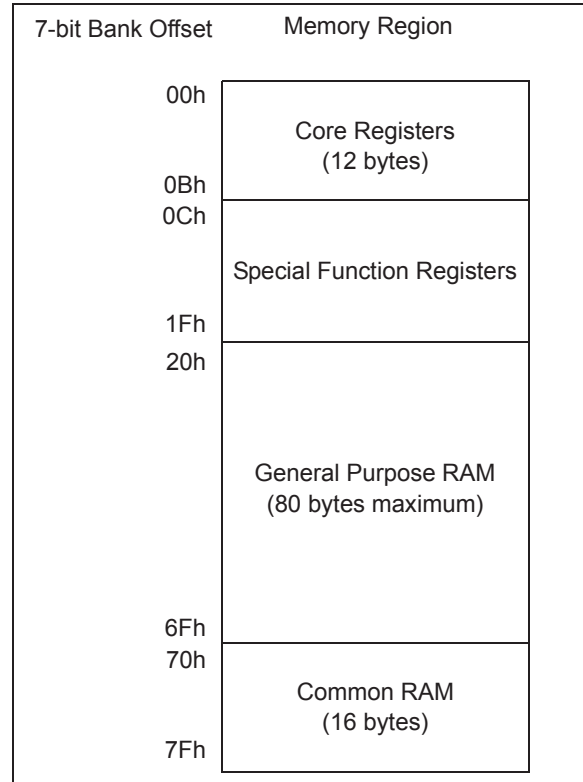 7-bit Bank Offset
Memory Region
00h
Core Registers
(12 bytes)
0Bh
0Ch
Special Function Registers
1Fh
20h
General Purpose RAM
(80 bytes maximum)
6Fh
70h
Common RAM
(16 bytes)
7Fh